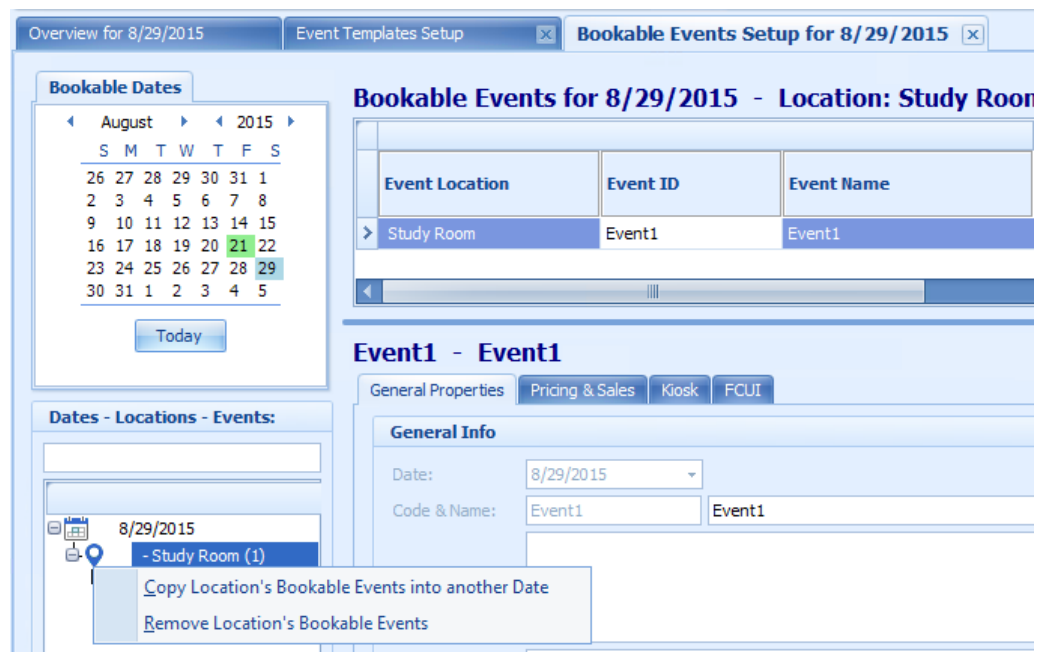 Overview for 8/29/2015 Event Templates Setup Bookable Events Setup for 8/29/2015
Bookable Dates
August 2015
S M T W T F S
26 27 28 29 30 31 1
2 3 4 5 6 7 8
9 10 11 12 13 14 15
16 17 18 19 20 21 22
23 24 25 26 27 28 29
30 31 1 2 3 4 5
Today
Dates - Locations - Events:
8/29/2015
- Study Room (1)
Copy Location's Bookable Events into another Date
Remove Location's Bookable Events
Bookable Events for 8/29/2015 - Location: Study Room
Event Location Event ID Event Name
Study Room Event1 Event1
Event1 - Event1
General Properties Pricing & Sales Kiosk FCUI
General Info
Date: 8/29/2015
Code & Name: Event1 Event1